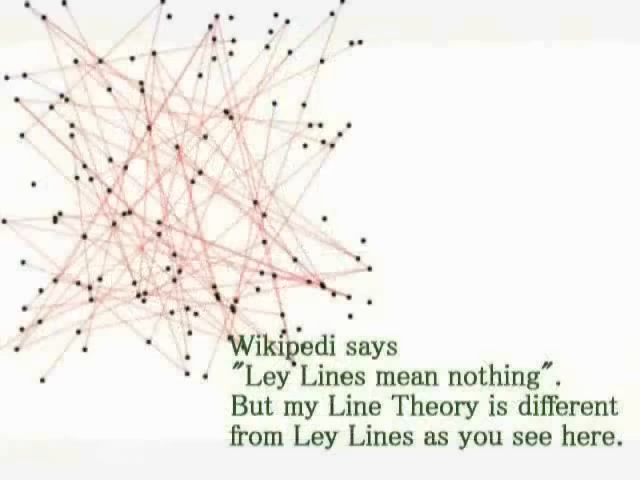 Wikipedi says
"Ley Lines mean nothing".
But my Line Theory is different
from Ley Lines as you see here.